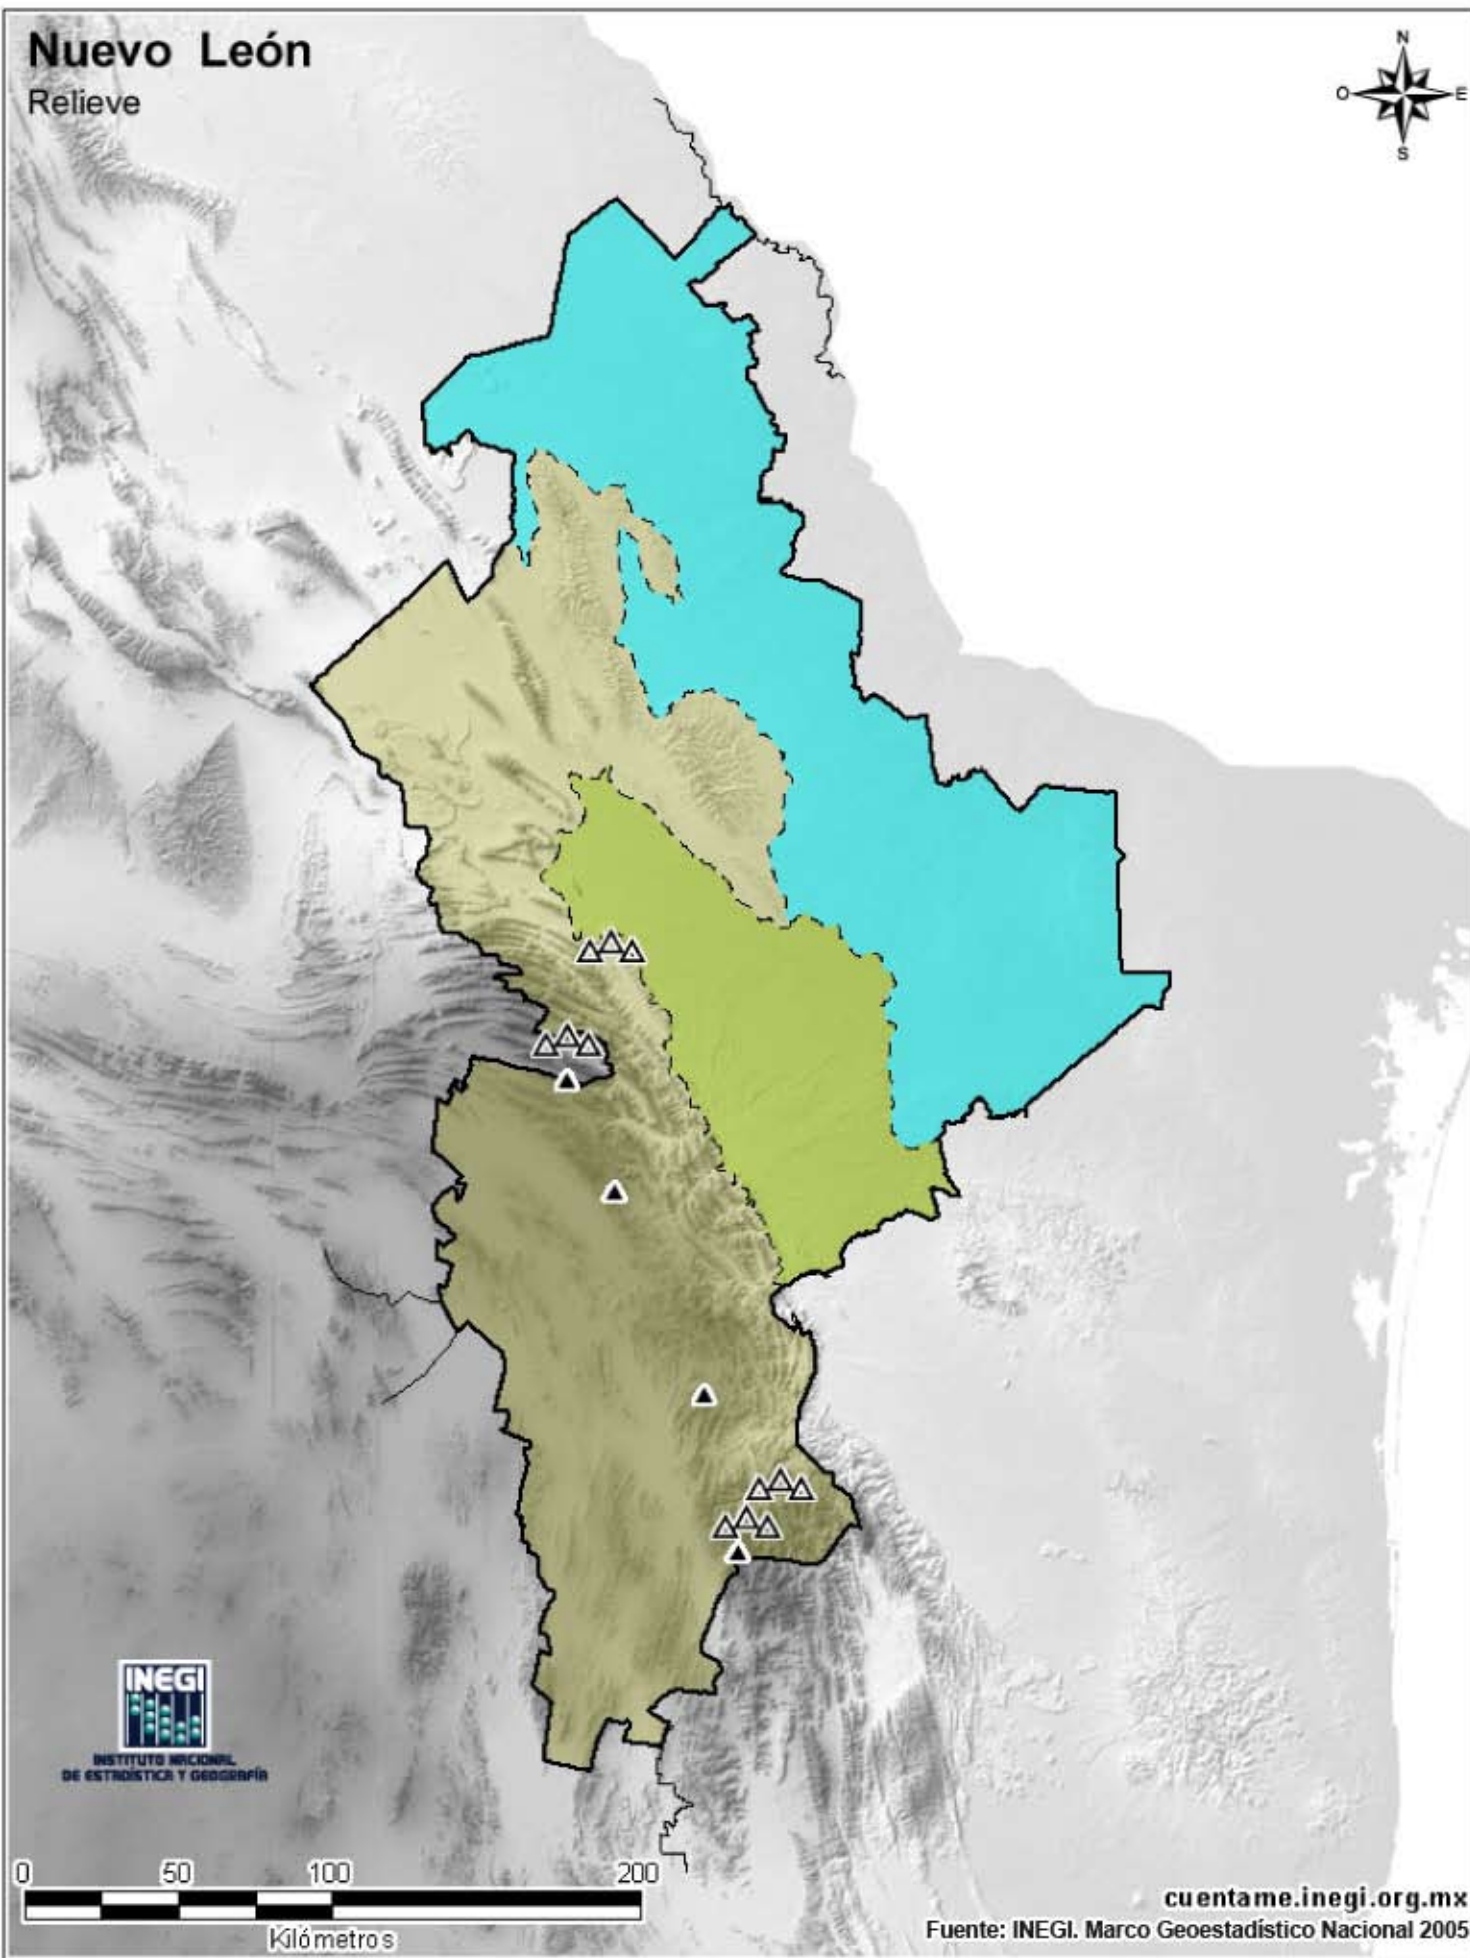 Nuevo León
Relieve
N
O E
S
INEGI
INSTITUTO NACIONAL
DE ESTADÍSTICA Y GEOGRAFÍA
0 50 100 200
Kilómetros
cuentame.inegi.org.mx
Fuente: INEGI. Marco Geoestadístico Nacional 2005